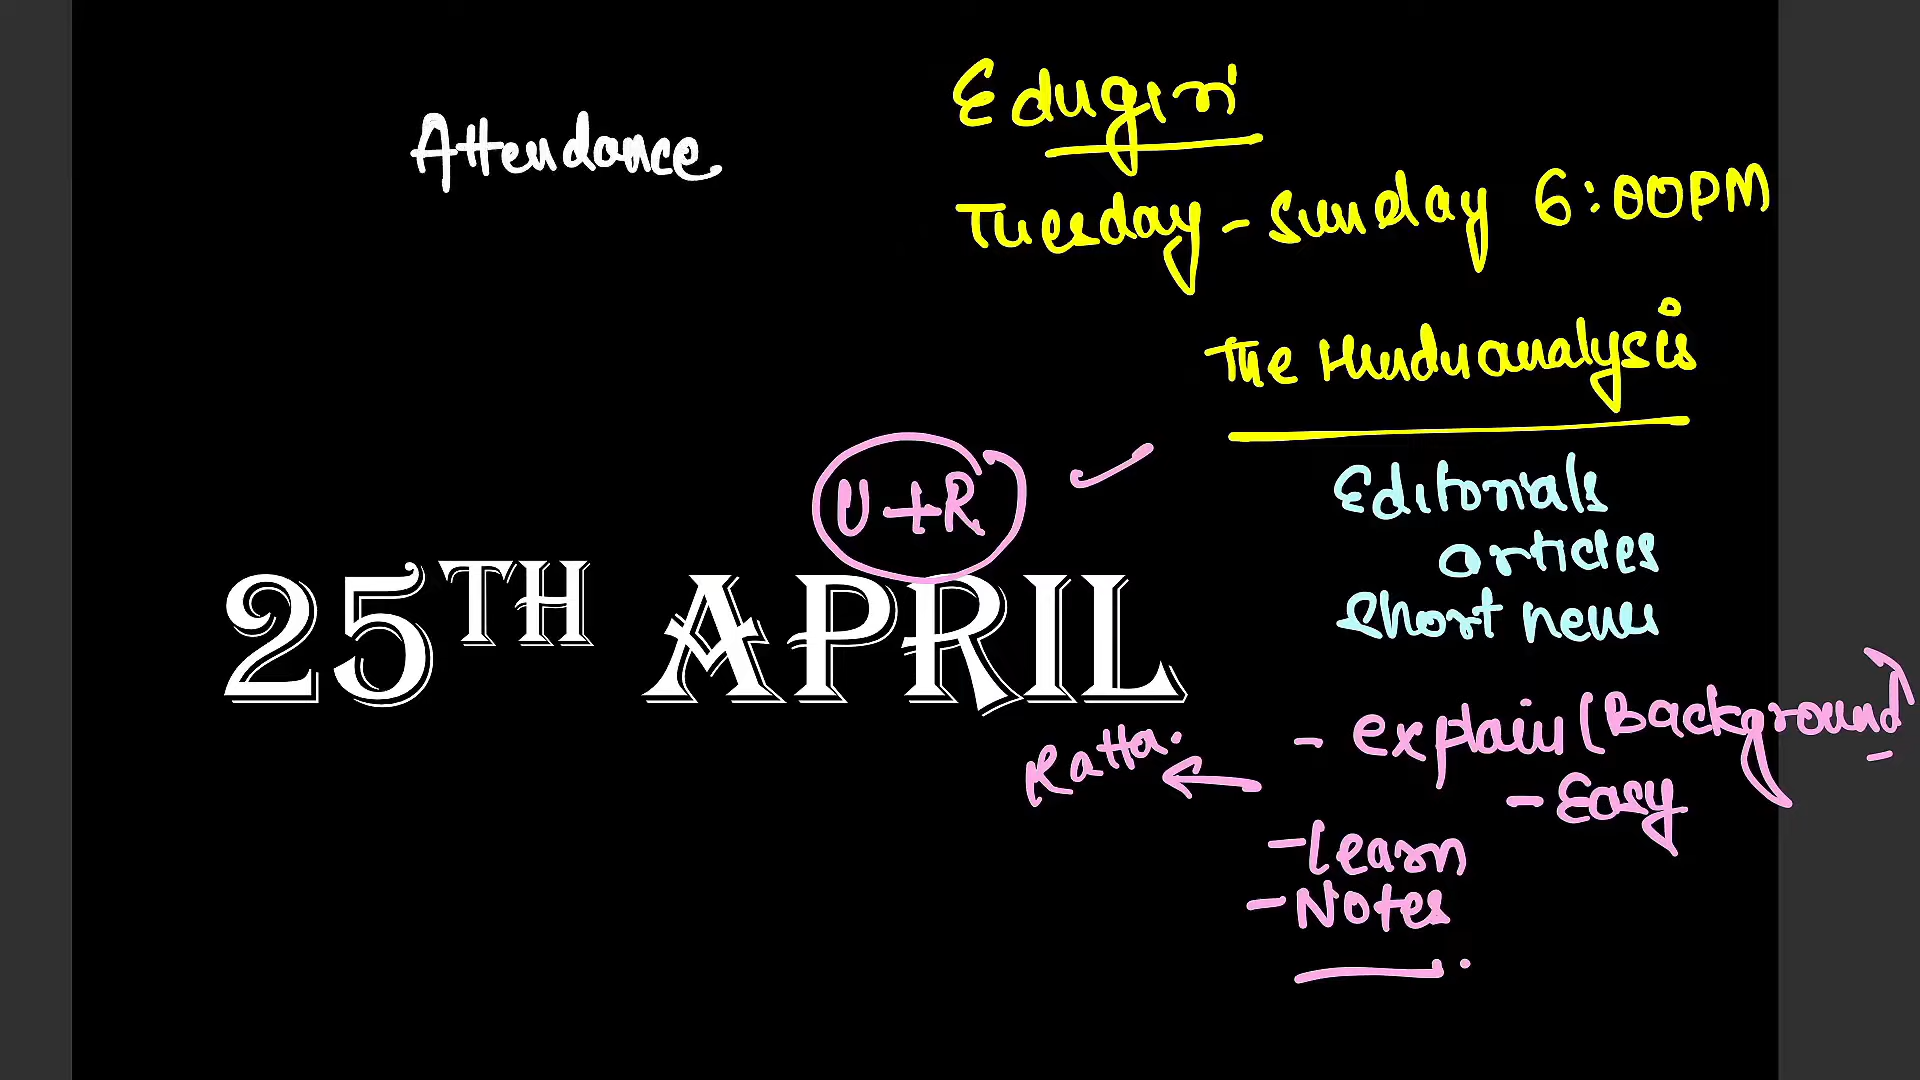 Attendance
Edugiri
Tuesday - Sunday 6:00PM
The Hindu analysis
Editorials
articles
Short news
U+R
25TH APRIL
- explain (Background)
- Easy
Ratta.
- learn
- Notes